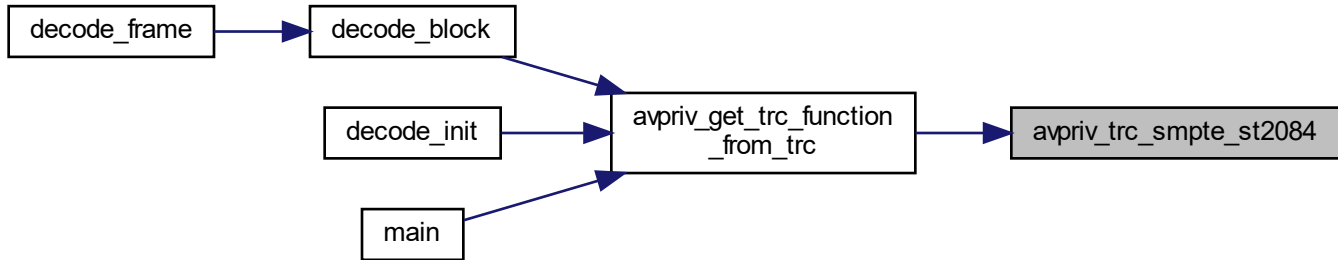 decode_frame
decode_block
decode_init
main
avpriv_get_trc_function
_from_trc
avpriv_trc_smpte_st2084